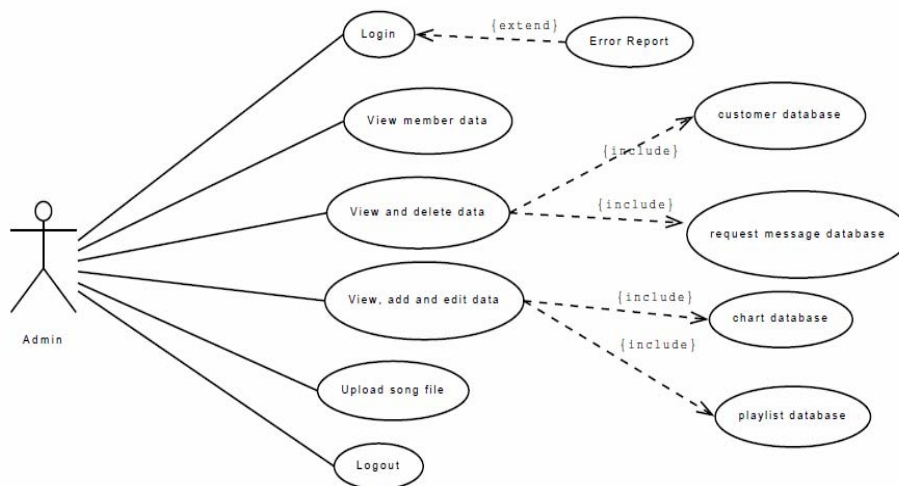 Login
{extend}
Error Report
View member data
customer database
{include}
View and delete data
{include}
request message database
Admin
View, add and edit data
{include}
chart database
{include}
Upload song file
playlist database
Logout